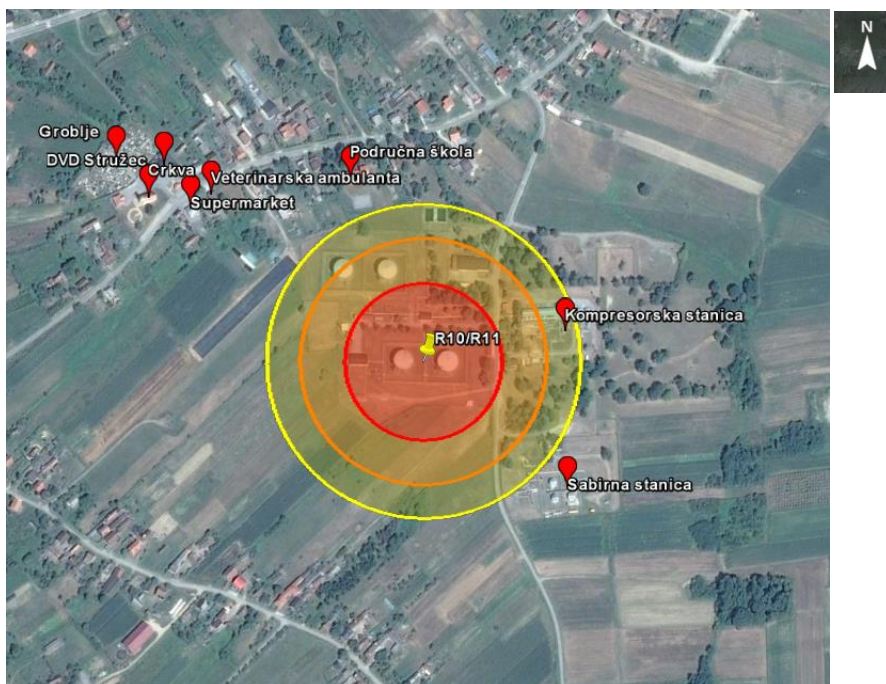 N
Groblje
Područna škola
DVD Stružec
Crkva
Veterinarska ambulanta
Supermarket
Kompresorska stanica
R10/R11
Sabirna stanica